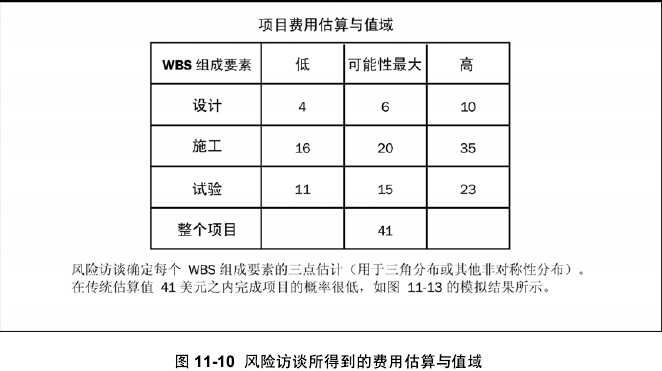 项目费用估算与值域
WBS 组成要素 低 可能性最大 高
设计 4 6 10
施工 16 20 35
试验 11 15 23
整个项目 41
风险访谈确定每个 WBS 组成要素的三点估计（用于三角分布或其他非对称性分布）。
在传统估算值 41 美元之内完成项目的概率很低，如图 11-13 的模拟结果所示。
图 11-10 风险访谈所得到的费用估算与值域